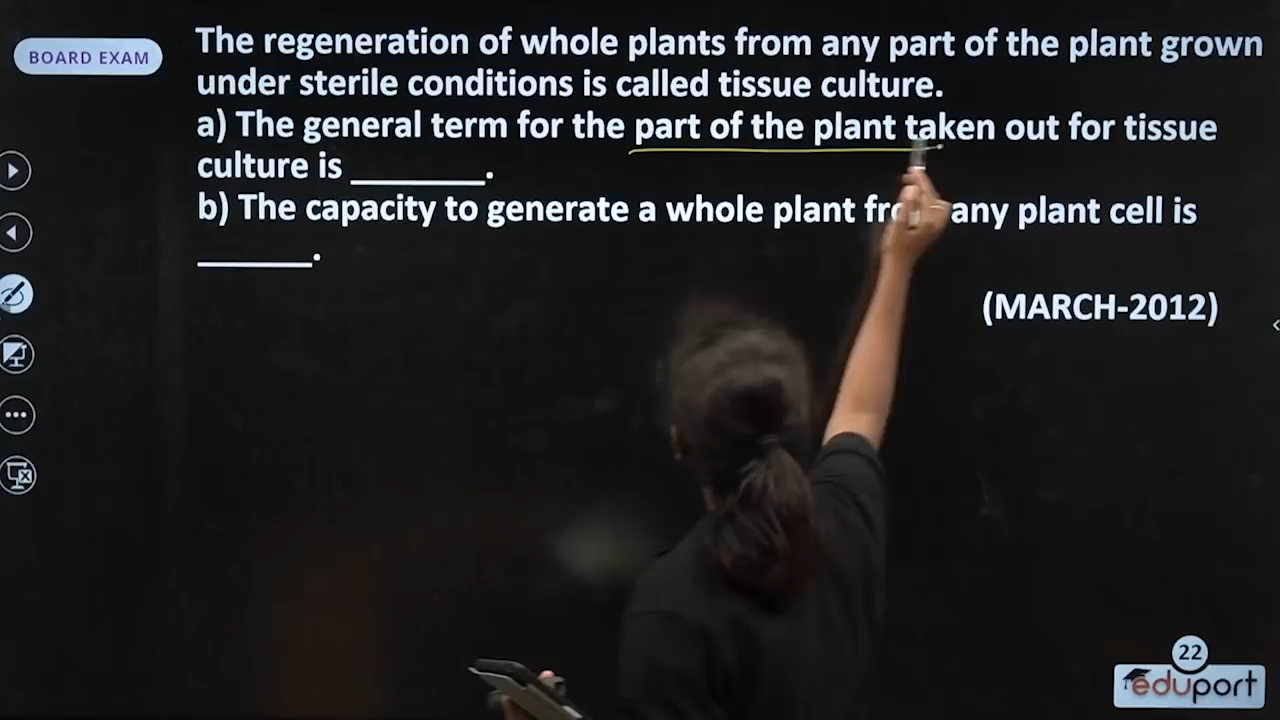 BOARD EXAM
The regeneration of whole plants from any part of the plant grown
under sterile conditions is called tissue culture.
a) The general term for the part of the plant taken out for tissue
culture is ________.
b) The capacity to generate a whole plant from any plant cell is
_______.
(MARCH-2012)
22
eduport